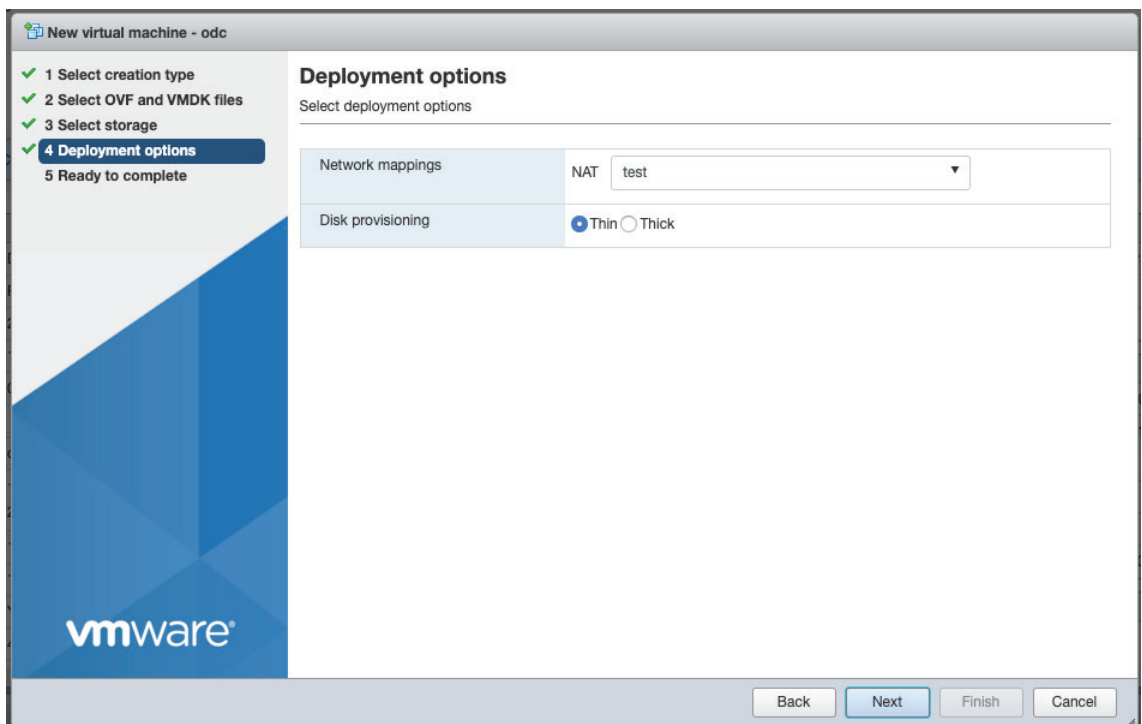 New virtual machine - odc
1 Select creation type
2 Select OVF and VMDK files
3 Select storage
4 Deployment options
5 Ready to complete
Deployment options
Select deployment options
Network mappings
NAT test
Disk provisioning
Thin Thick
vmware®
Back Next Finish Cancel